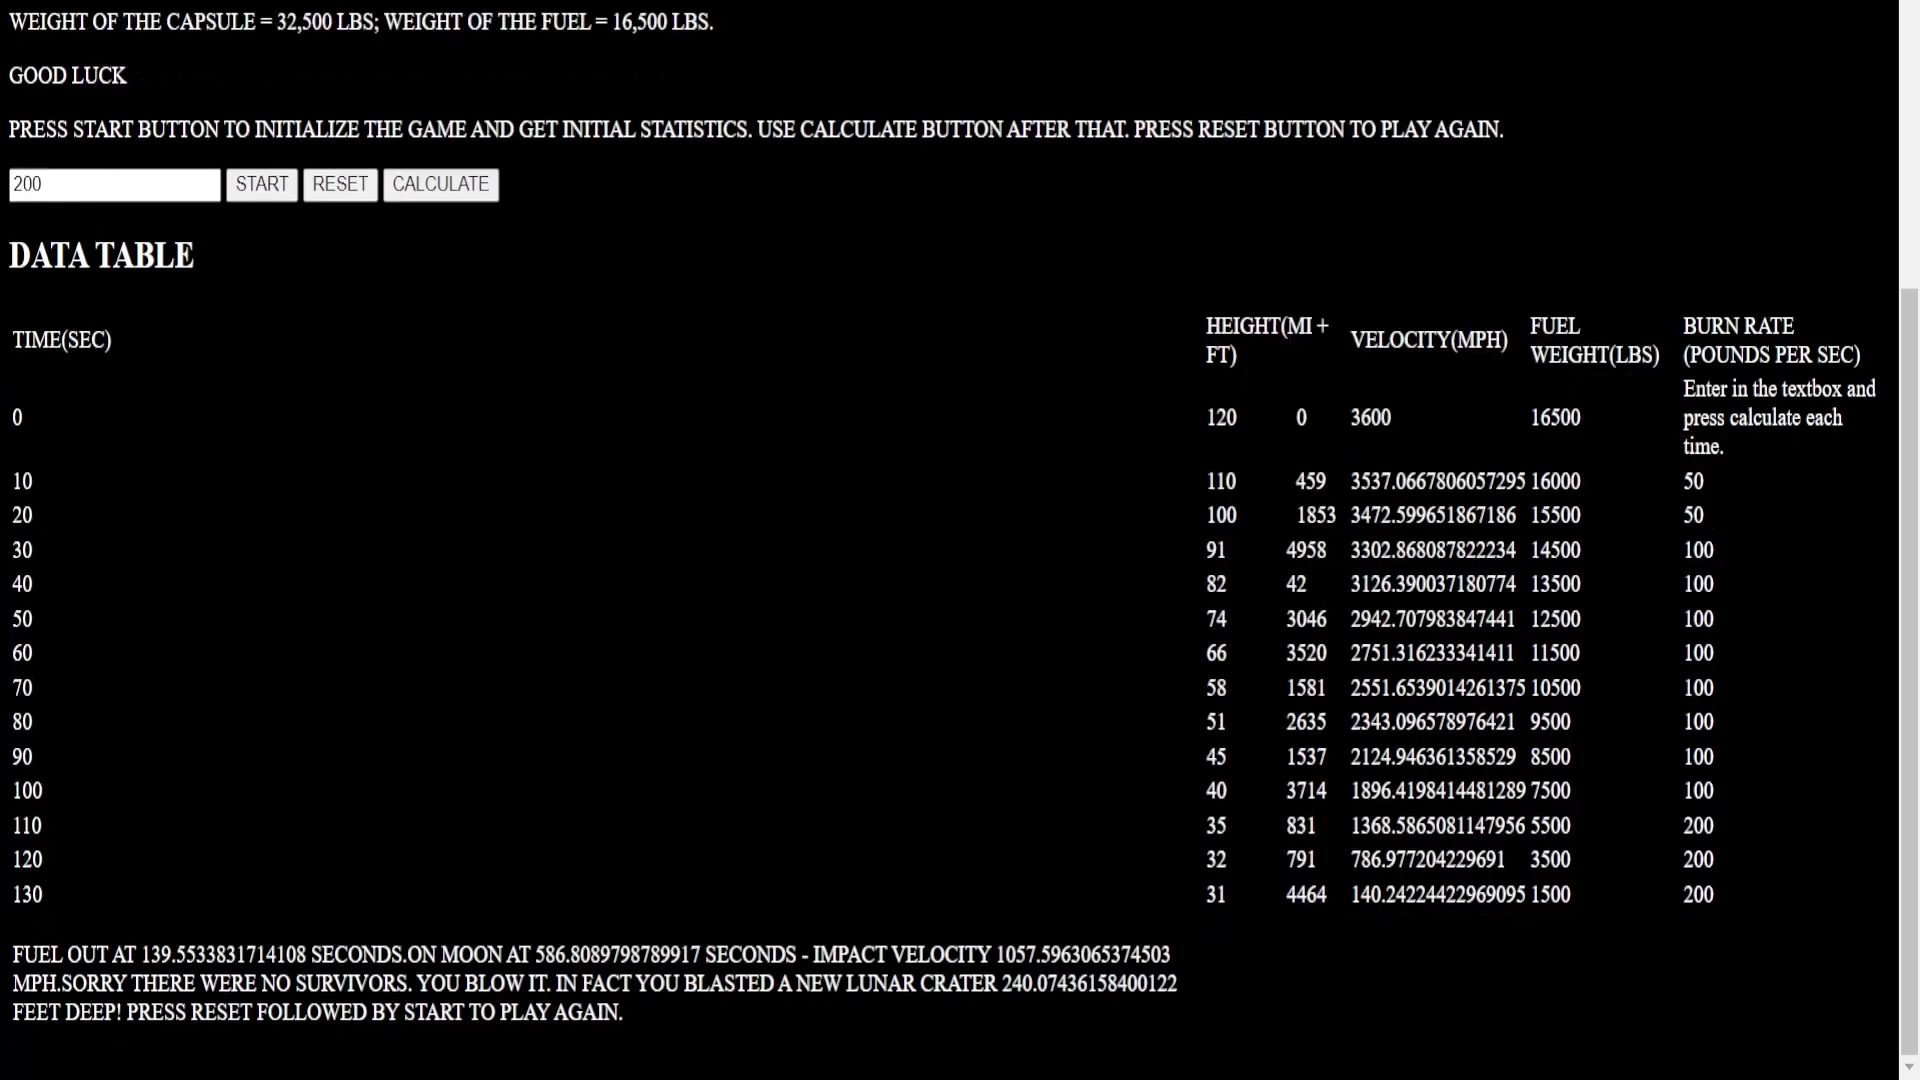 WEIGHT OF THE CAPSULE = 32,500 LBS; WEIGHT OF THE FUEL = 16,500 LBS.
GOOD LUCK
PRESS START BUTTON TO INITIALIZE THE GAME AND GET INITIAL STATISTICS. USE CALCULATE BUTTON AFTER THAT. PRESS RESET BUTTON TO PLAY AGAIN.
200 START RESET CALCULATE
DATA TABLE
TIME(SEC) HEIGHT(MI + FT) VELOCITY(MPH) FUEL WEIGHT(LBS) BURN RATE (POUNDS PER SEC)
0 120 0 3600 16500 Enter in the textbox and press calculate each time.
10 110 459 3537.0667806057295 16000 50
20 100 1853 3472.599651867186 15500 50
30 91 4958 3302.868087822234 14500 100
40 82 42 3126.390037180774 13500 100
50 74 3046 2942.707983847441 12500 100
60 66 3520 2751.316233341411 11500 100
70 58 1581 2551.6539014261375 10500 100
80 51 2635 2343.096578976421 9500 100
90 45 1537 2124.946361358529 8500 100
100 40 3714 1896.4198414481289 7500 100
110 35 831 1368.5865081147956 5500 200
120 32 791 786.977204229691 3500 200
130 31 4464 140.24224422969095 1500 200
FUEL OUT AT 139.5533831714108 SECONDS.ON MOON AT 586.8089798789917 SECONDS - IMPACT VELOCITY 1057.5963065374503
MPH.SORRY THERE WERE NO SURVIVORS. YOU BLOW IT. IN FACT YOU BLASTED A NEW LUNAR CRATER 240.07436158400122
FEET DEEP! PRESS RESET FOLLOWED BY START TO PLAY AGAIN.